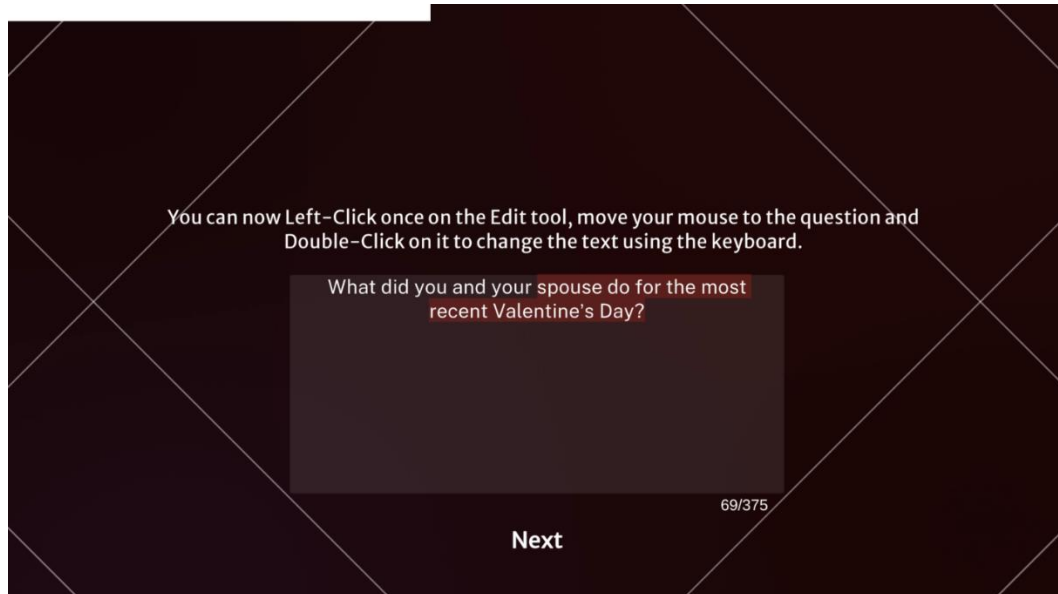 You can now Left-Click once on the Edit tool, move your mouse to the question and
Double-Click on it to change the text using the keyboard.
What did you and your spouse do for the most
recent Valentine’s Day?
69/375
Next